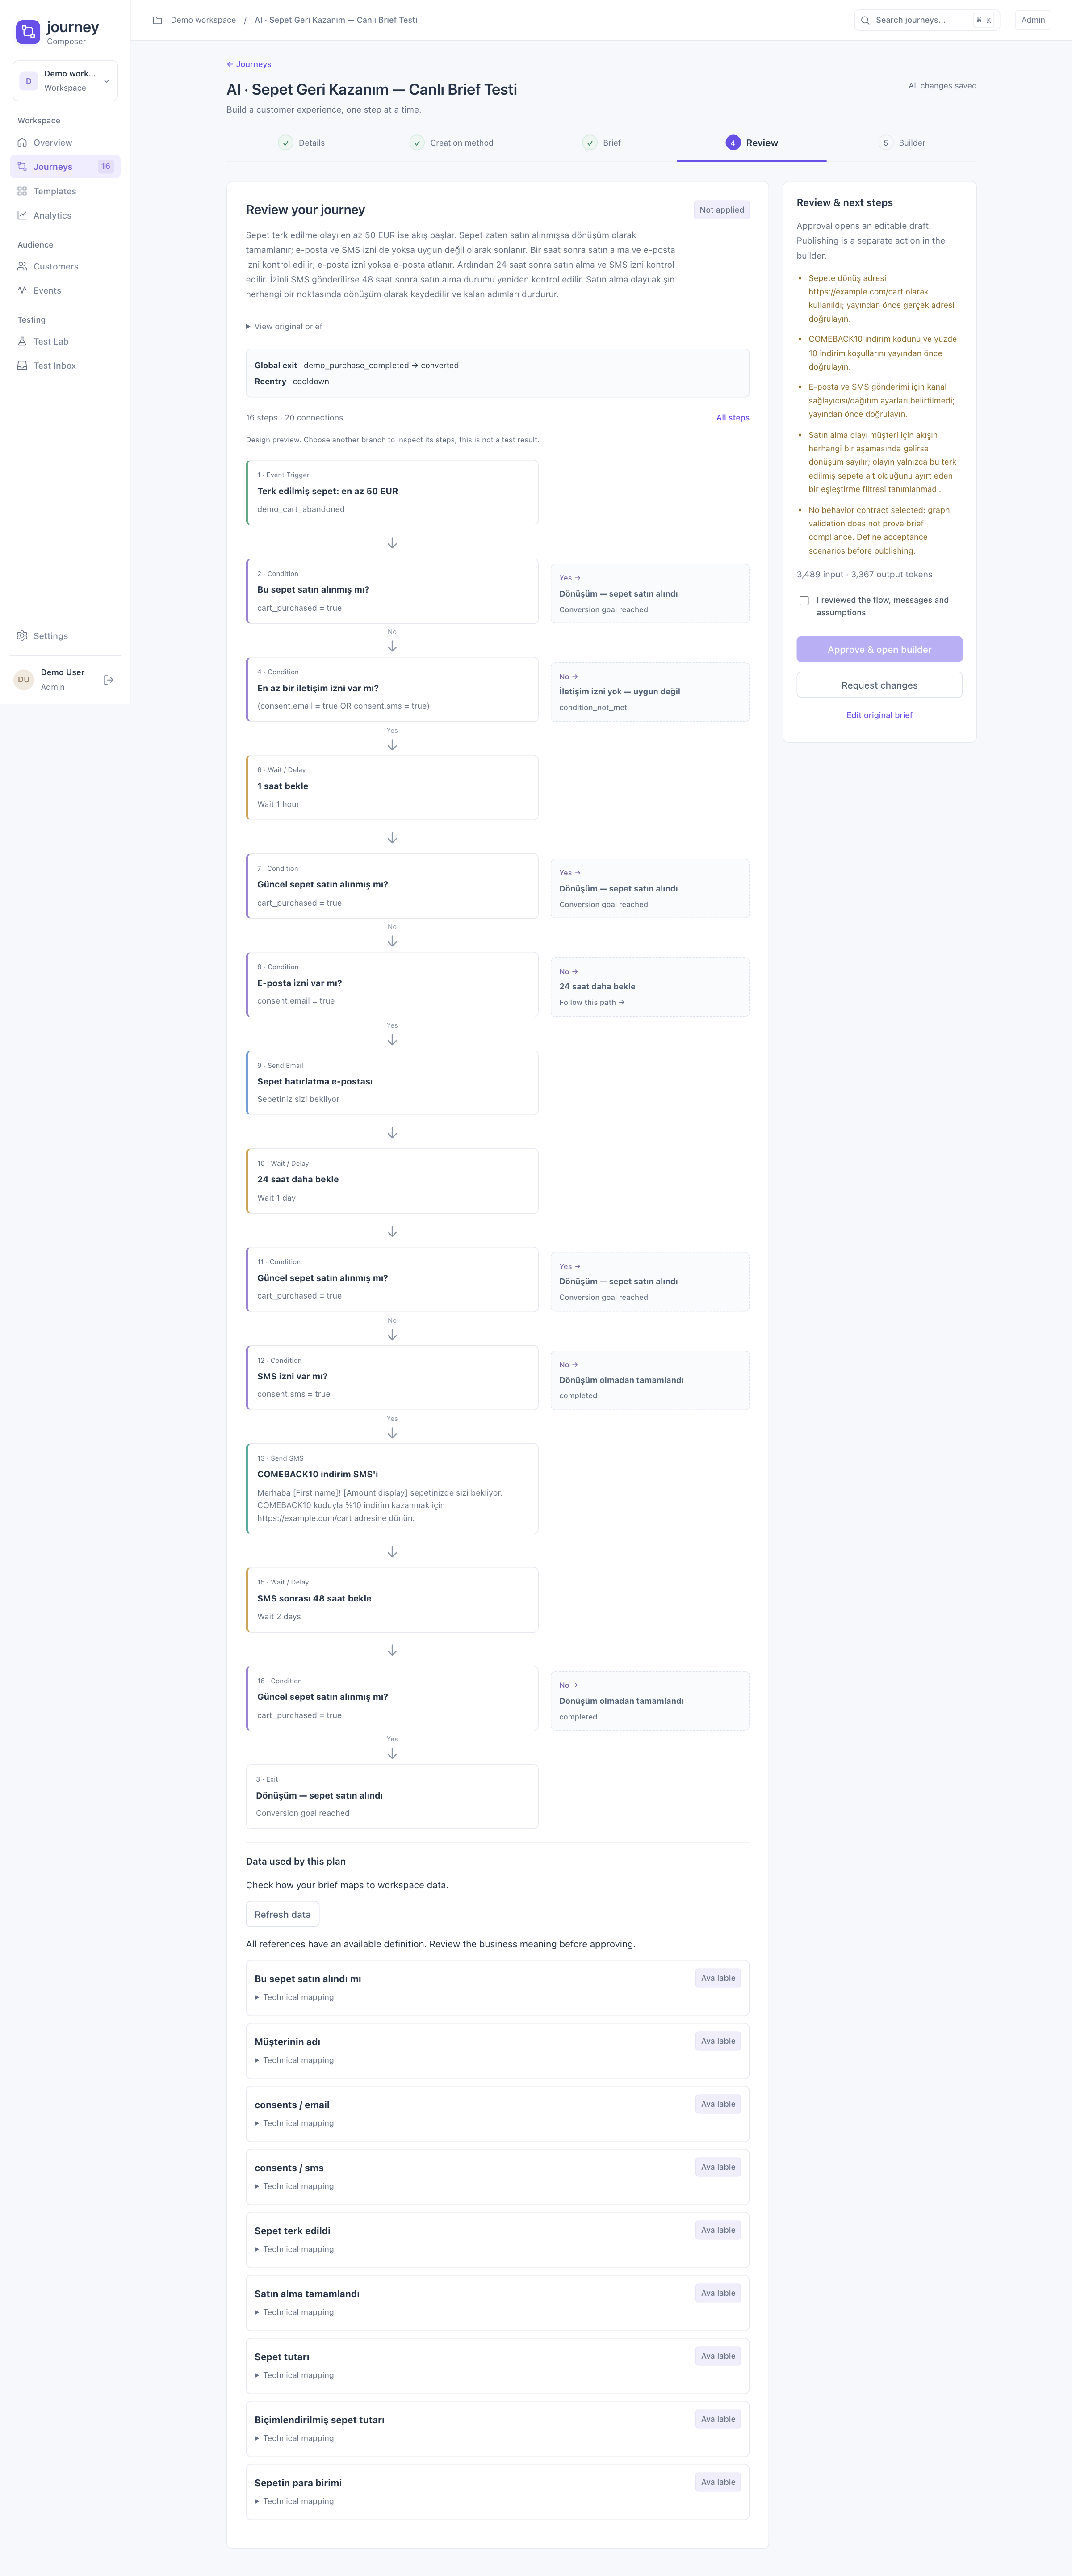 journey
Composer
D
Demo work...
Workspace
Workspace
Overview
Journeys
16
Templates
Analytics
Audience
Customers
Events
Testing
Test Lab
Test Inbox
Settings
DU
Demo User
Admin
Demo workspace / AI · Sepet Geri Kazanım — Canlı Brief Testi
Search journeys...
⌘ K
Admin
← Journeys
AI · Sepet Geri Kazanım — Canlı Brief Testi
All changes saved
Build a customer experience, one step at a time.
Details
Creation method
Brief
4 Review
5 Builder
Review your journey
Not applied
Sepet terk edilme olayı en az 50 EUR ise akış başlar. Sepet zaten satın alınmışsa dönüşüm olarak
tamamlanır; e-posta ve SMS izni de yoksa uygun değil olarak sonlanır. Bir saat sonra satın alma ve e-posta
izni kontrol edilir; e-posta izni yoksa e-posta atlanır. Ardından 24 saat sonra satın alma ve SMS izni kontrol
edilir. İzinli SMS gönderilirse 48 saat sonra satın alma durumu yeniden kontrol edilir. Satın alma olayı akışın
herhangi bir noktasında dönüşüm olarak kaydedilir ve kalan adımları durdurur.
▶ View original brief
Global exit demo_purchase_completed → converted
Reentry cooldown
16 steps · 20 connections
All steps
Design preview. Choose another branch to inspect its steps; this is not a test result.
1 · Event Trigger
Terk edilmiş sepet: en az 50 EUR
demo_cart_abandoned
2 · Condition
Bu sepet satın alınmış mı?
cart_purchased = true
Yes →
Dönüşüm — sepet satın alındı
Conversion goal reached
No
4 · Condition
En az bir iletişim izni var mı?
(consent.email = true OR consent.sms = true)
No →
İletişim izni yok — uygun değil
condition_not_met
Yes
6 · Wait / Delay
1 saat bekle
Wait 1 hour
7 · Condition
Güncel sepet satın alınmış mı?
cart_purchased = true
Yes →
Dönüşüm — sepet satın alındı
Conversion goal reached
No
8 · Condition
E-posta izni var mı?
consent.email = true
No →
24 saat daha bekle
Follow this path →
Yes
9 · Send Email
Sepet hatırlatma e-postası
Sepetiniz sizi bekliyor
10 · Wait / Delay
24 saat daha bekle
Wait 1 day
11 · Condition
Güncel sepet satın alınmış mı?
cart_purchased = true
Yes →
Dönüşüm — sepet satın alındı
Conversion goal reached
No
12 · Condition
SMS izni var mı?
consent.sms = true
No →
Dönüşüm olmadan tamamlandı
completed
Yes
13 · Send SMS
COMEBACK10 indirim SMS'i
Merhaba [First name]! [Amount display] sepetinizde sizi bekliyor.
COMEBACK10 koduyla %10 indirim kazanmak için
https://example.com/cart adresine dönün.
15 · Wait / Delay
SMS sonrası 48 saat bekle
Wait 2 days
16 · Condition
Güncel sepet satın alınmış mı?
cart_purchased = true
No →
Dönüşüm olmadan tamamlandı
completed
Yes
3 · Exit
Dönüşüm — sepet satın alındı
Conversion goal reached
Data used by this plan
Check how your brief maps to workspace data.
Refresh data
All references have an available definition. Review the business meaning before approving.
Bu sepet satın alındı mı
Available
▶ Technical mapping
Müşterinin adı
Available
▶ Technical mapping
consents / email
Available
▶ Technical mapping
consents / sms
Available
▶ Technical mapping
Sepet terk edildi
Available
▶ Technical mapping
Satın alma tamamlandı
Available
▶ Technical mapping
Sepet tutarı
Available
▶ Technical mapping
Biçimlendirilmiş sepet tutarı
Available
▶ Technical mapping
Sepetin para birimi
Available
▶ Technical mapping
Review & next steps
Approval opens an editable draft.
Publishing is a separate action in the
builder.
• Sepete dönüş adresi
https://example.com/cart olarak
kullanıldı; yayından önce gerçek adresi
doğrulayın.
• COMEBACK10 indirim kodunu ve yüzde
10 indirim koşullarını yayından önce
doğrulayın.
• E-posta ve SMS gönderimi için kanal
sağlayıcısı/dağıtım ayarları belirtilmedi;
yayından önce doğrulayın.
• Satın alma olayı müşteri için akışın
herhangi bir aşamasında gelirse
dönüşüm sayılır; olayın yalnızca bu terk
edilmiş sepete ait olduğunu ayırt eden
bir eşleştirme filtresi tanımlanmadı.
• No behavior contract selected: graph
validation does not prove brief
compliance. Define acceptance
scenarios before publishing.
3,489 input · 3,367 output tokens
I reviewed the flow, messages and
assumptions
Approve & open builder
Request changes
Edit original brief